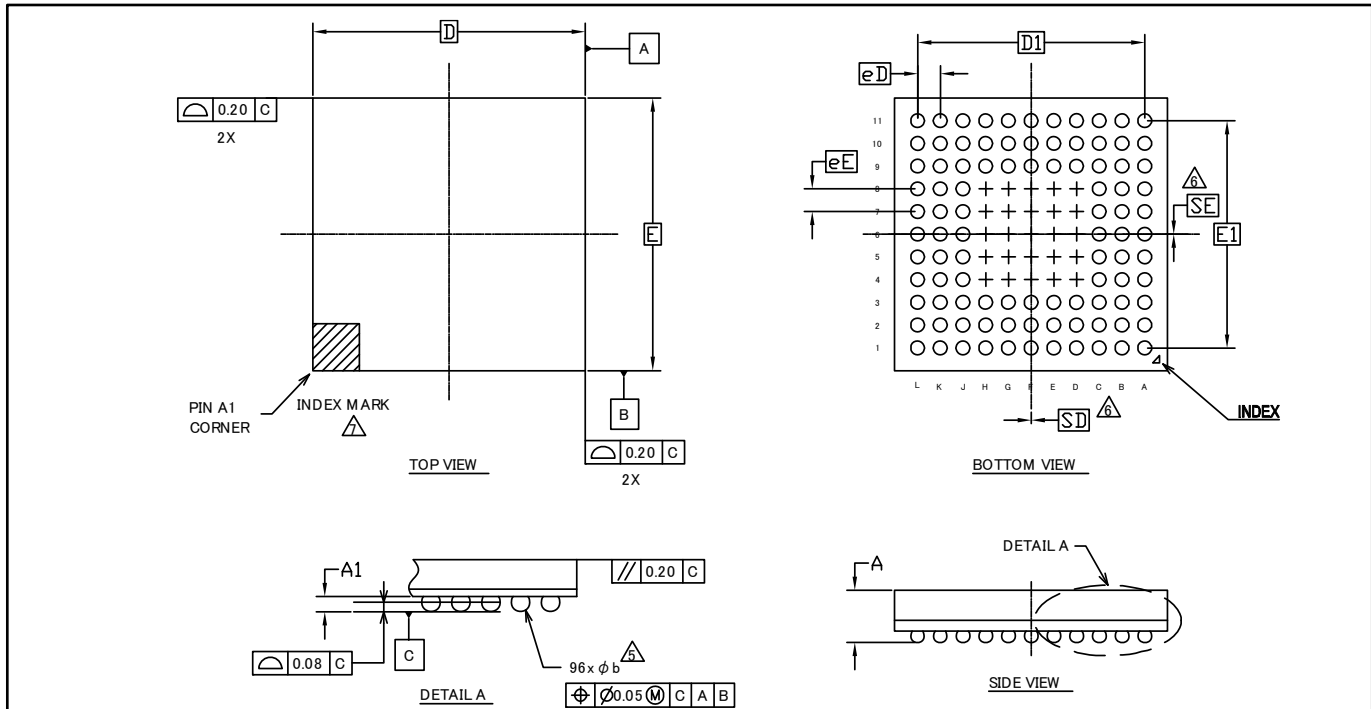 D
A
0.20 C
2X
E
PIN A1
CORNER
INDEX MARK
7
B
0.20 C
2X
TOP VIEW
D1
eD
11
10
9
8
7
6
5
4
3
2
1
eE
6
SE
E1
L K J H G F E D C B A
6
SD
INDEX
BOTTOM VIEW
A1
// 0.20 C
0.08 C
C
5
96x ϕ b
⌖ Ø0.05 Ⓜ C A B
DETAIL A
DETAIL A
A
SIDE VIEW